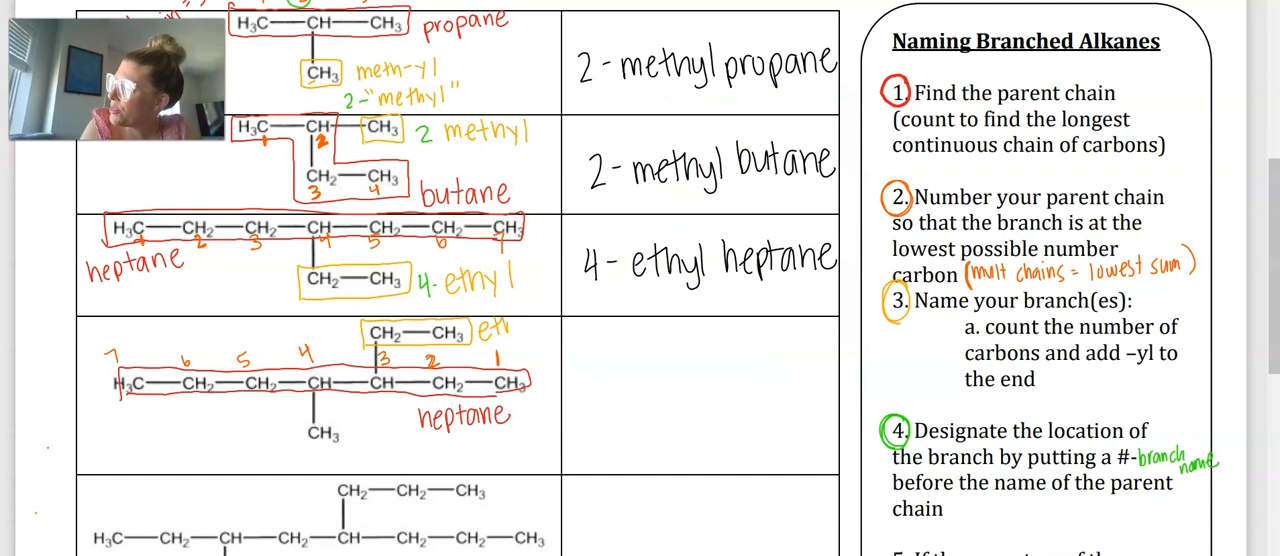 H₃C—CH—CH₃ propane
CH₃ meth-yl
2-"methyl"
2-methyl propane
H₃C—CH—CH₃ 2 methyl
1 2
CH₂—CH₃
3 4 butane
2-methyl butane
H₃C—CH₂—CH₂—CH—CH₂—CH₂—CH₃
1 2 3 4 5 6 7
heptane
CH₂—CH₃ 4-ethyl
4-ethyl heptane
CH₂—CH₃ eth
7 6 5 4 3 2 1
H₃C—CH₂—CH₂—CH—CH—CH₂—CH₃
heptane
CH₃
CH₂—CH₂—CH₃
H₃C—CH₂—CH—CH₂—CH—CH₂—CH₂—CH₃
Naming Branched Alkanes
1. Find the parent chain
(count to find the longest
continuous chain of carbons)
2. Number your parent chain
so that the branch is at the
lowest possible number
carbon (mult chains = lowest sum)
3. Name your branch(es):
a. count the number of
carbons and add –yl to
the end
4. Designate the location of
the branch by putting a #-branch name
before the name of the parent
chain